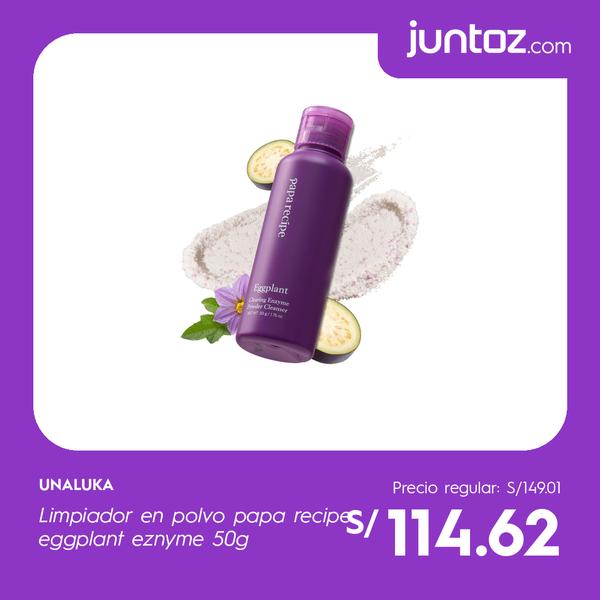 juntoz.com
papa recipe
Eggplant
Clearing Enzyme
Powder Cleanser
UNALUKA
Limpiador en polvo papa recipe
eggplant eznyme 50g
Precio regular: S/149.01
S/ 114.62